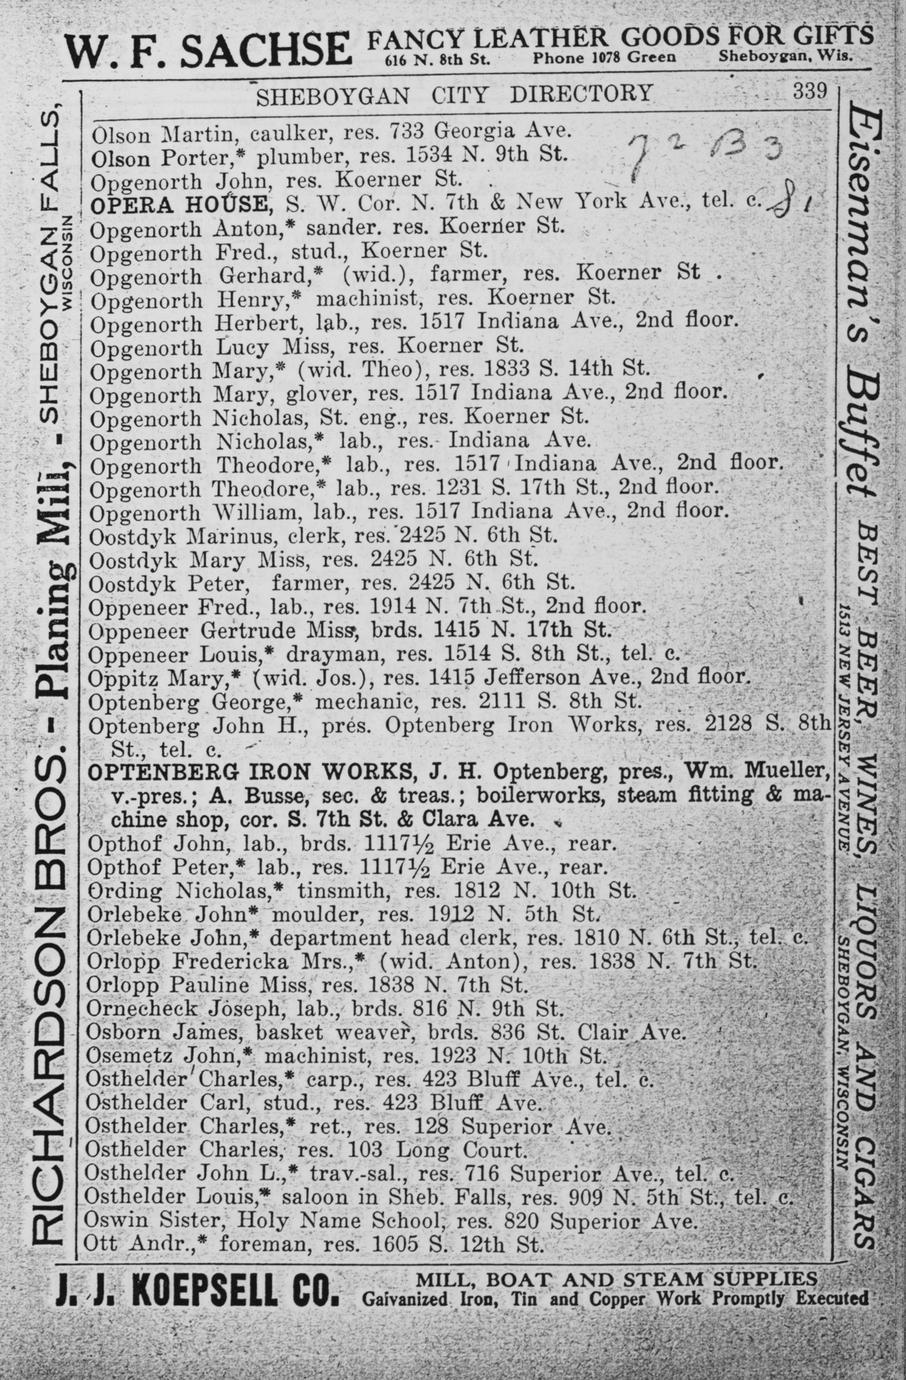 W. F. SACHSE FANCY LEATHER GOODS FOR GIFTS
616 N. 8th St. Phone 1078 Green Sheboygan, Wis.
SHEBOYGAN CITY DIRECTORY 339
Olson Martin, caulker, res. 733 Georgia Ave.
Olson Porter,* plumber, res. 1534 N. 9th St.
7 2 B 3
Opgenorth John, res. Koerner St.
OPERA HOUSE, S. W. Cor. N. 7th & New York Ave., tel. c. 81
Opgenorth Anton,* sander. res. Koerner St.
Opgenorth Fred., stud., Koerner St.
Opgenorth Gerhard,* (wid.), farmer, res. Koerner St .
Opgenorth Henry,* machinist, res. Koerner St.
Opgenorth Herbert, lab., res. 1517 Indiana Ave., 2nd floor.
Opgenorth Lucy Miss, res. Koerner St.
Opgenorth Mary,* (wid. Theo), res. 1833 S. 14th St.
Opgenorth Mary, glover, res. 1517 Indiana Ave., 2nd floor.
Opgenorth Nicholas, St. eng., res. Koerner St.
Opgenorth Nicholas,* lab., res. Indiana Ave.
Opgenorth Theodore,* lab., res. 1517 Indiana Ave., 2nd floor.
Opgenorth Theodore,* lab., res. 1231 S. 17th St., 2nd floor.
Opgenorth William, lab., res. 1517 Indiana Ave., 2nd floor.
Oostdyk Marinus, clerk, res. 2425 N. 6th St.
Oostdyk Mary Miss, res. 2425 N. 6th St.
Oostdyk Peter, farmer, res. 2425 N. 6th St.
Oppeneer Fred., lab., res. 1914 N. 7th St., 2nd floor.
Oppeneer Gertrude Miss, brds. 1415 N. 17th St.
Oppeneer Louis,* drayman, res. 1514 S. 8th St., tel. c.
Oppitz Mary,* (wid. Jos.), res. 1415 Jefferson Ave., 2nd floor.
Optenberg George,* mechanic, res. 2111 S. 8th St.
Optenberg John H., pres. Optenberg Iron Works, res. 2128 S. 8th
St., tel. c.
OPTENBERG IRON WORKS, J. H. Optenberg, pres., Wm. Mueller,
v.-pres.; A. Busse, sec. & treas.; boilerworks, steam fitting & ma-
chine shop, cor. S. 7th St. & Clara Ave.
Opthof John, lab., brds. 1117½ Erie Ave., rear.
Opthof Peter,* lab., res. 1117½ Erie Ave., rear.
Ording Nicholas,* tinsmith, res. 1812 N. 10th St.
Orlebeke John* moulder, res. 1912 N. 5th St.
Orlebeke John,* department head clerk, res. 1810 N. 6th St., tel. c.
Orlopp Fredericka Mrs.,* (wid. Anton), res. 1838 N. 7th St.
Orlopp Pauline Miss, res. 1838 N. 7th St.
Ornecheck Joseph, lab., brds. 816 N. 9th St.
Osborn James, basket weaver, brds. 836 St. Clair Ave.
Osemetz John,* machinist, res. 1923 N. 10th St.
Osthelder Charles,* carp., res. 423 Bluff Ave., tel. c.
Osthelder Carl, stud., res. 423 Bluff Ave.
Osthelder Charles,* ret., res. 128 Superior Ave.
Osthelder Charles, res. 103 Long Court.
Osthelder John L.,* trav.-sal., res. 716 Superior Ave., tel. c.
Osthelder Louis,* saloon in Sheb. Falls, res. 909 N. 5th St., tel. c.
Oswin Sister, Holy Name School, res. 820 Superior Ave.
Ott Andr.,* foreman, res. 1605 S. 12th St.
RICHARDSON BROS. - Planing Mill, - SHEBOYGAN FALLS,
WISCONSIN
Eisenman's Buffet BEST BEER, WINES, LIQUORS AND CIGARS
1513 NEW JERSEY AVENUE SHEBOYGAN, WISCONSIN
J. J. KOEPSELL CO. MILL, BOAT AND STEAM SUPPLIES
Galvanized Iron, Tin and Copper Work Promptly Executed